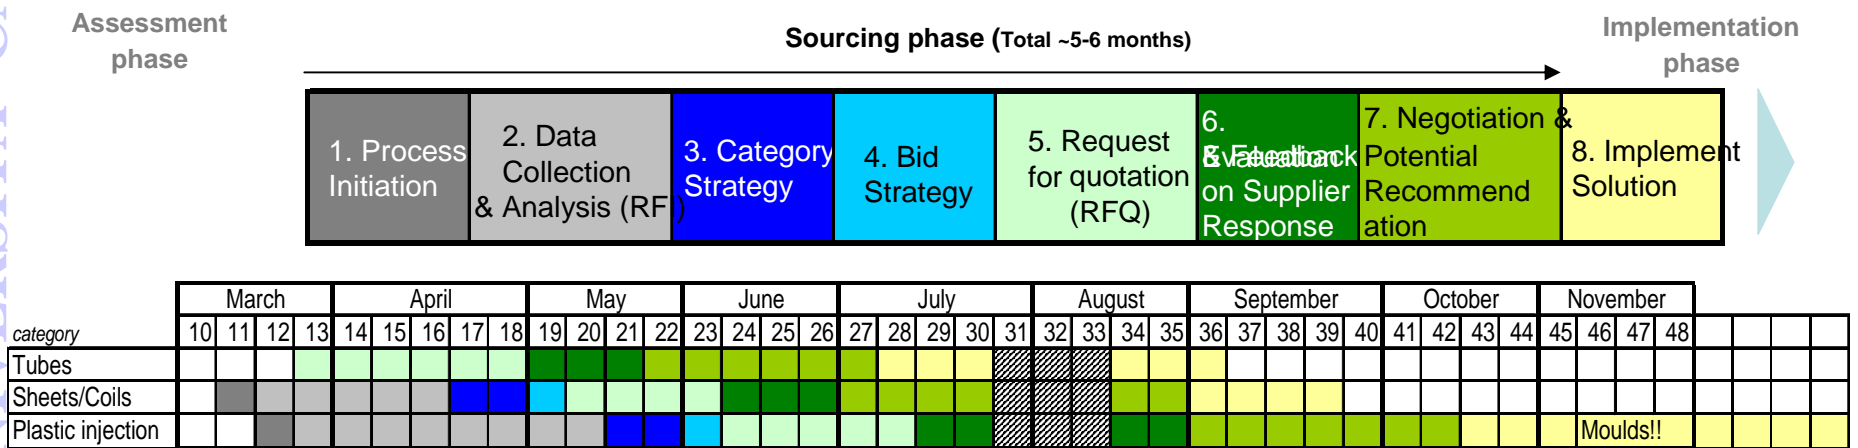 Assessment
phase
Sourcing phase (Total ~5-6 months)
Implementation
phase
1. Process
Initiation
2. Data
Collection
& Analysis (RFI)
3. Category
Strategy
4. Bid
Strategy
5. Request
for quotation
(RFQ)
6.
Evaluation
& Feedback
on Supplier
Response
7. Negotiation &
Potential
Recommend
ation
8. Implement
Solution
March April May June July August September October November
category 10 11 12 13 14 15 16 17 18 19 20 21 22 23 24 25 26 27 28 29 30 31 32 33 34 35 36 37 38 39 40 41 42 43 44 45 46 47 48
Tubes
Sheets/Coils
Plastic injection Moulds!!